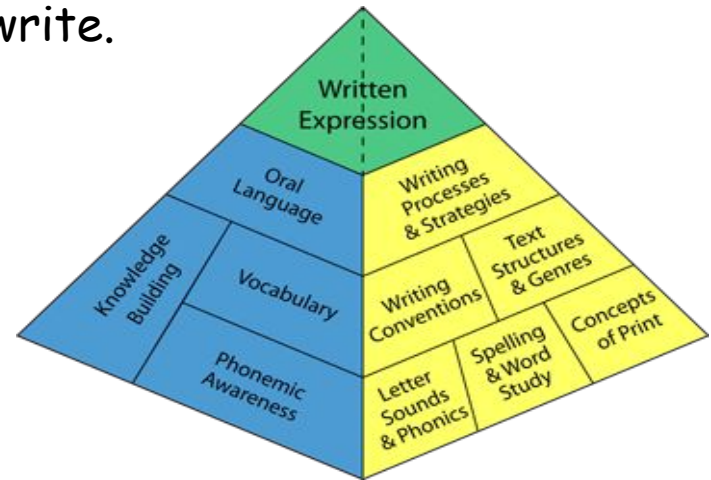 write.
Written
Expression
Oral
Language
Knowledge
Building
Vocabulary
Phonemic
Awareness
Writing
Processes
& Strategies
Writing
Conventions
Text
Structures
& Genres
Letter
Sounds
& Phonics
Spelling
& Word
Study
Concepts
of Print